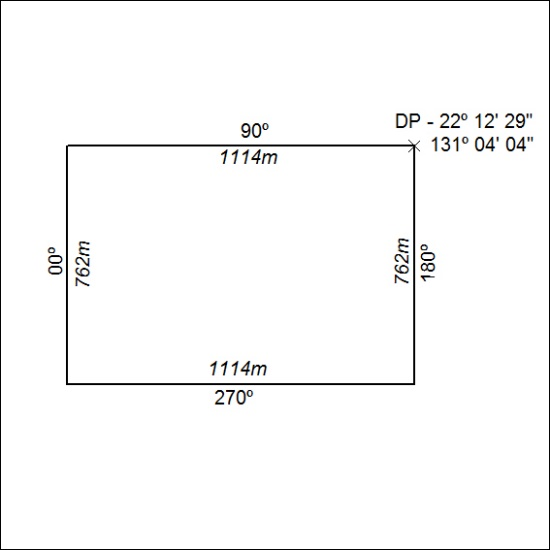 DP - 22º 12' 29"
131º 04' 04"
90º
1114m
00º
762m
762m
180º
1114m
270º